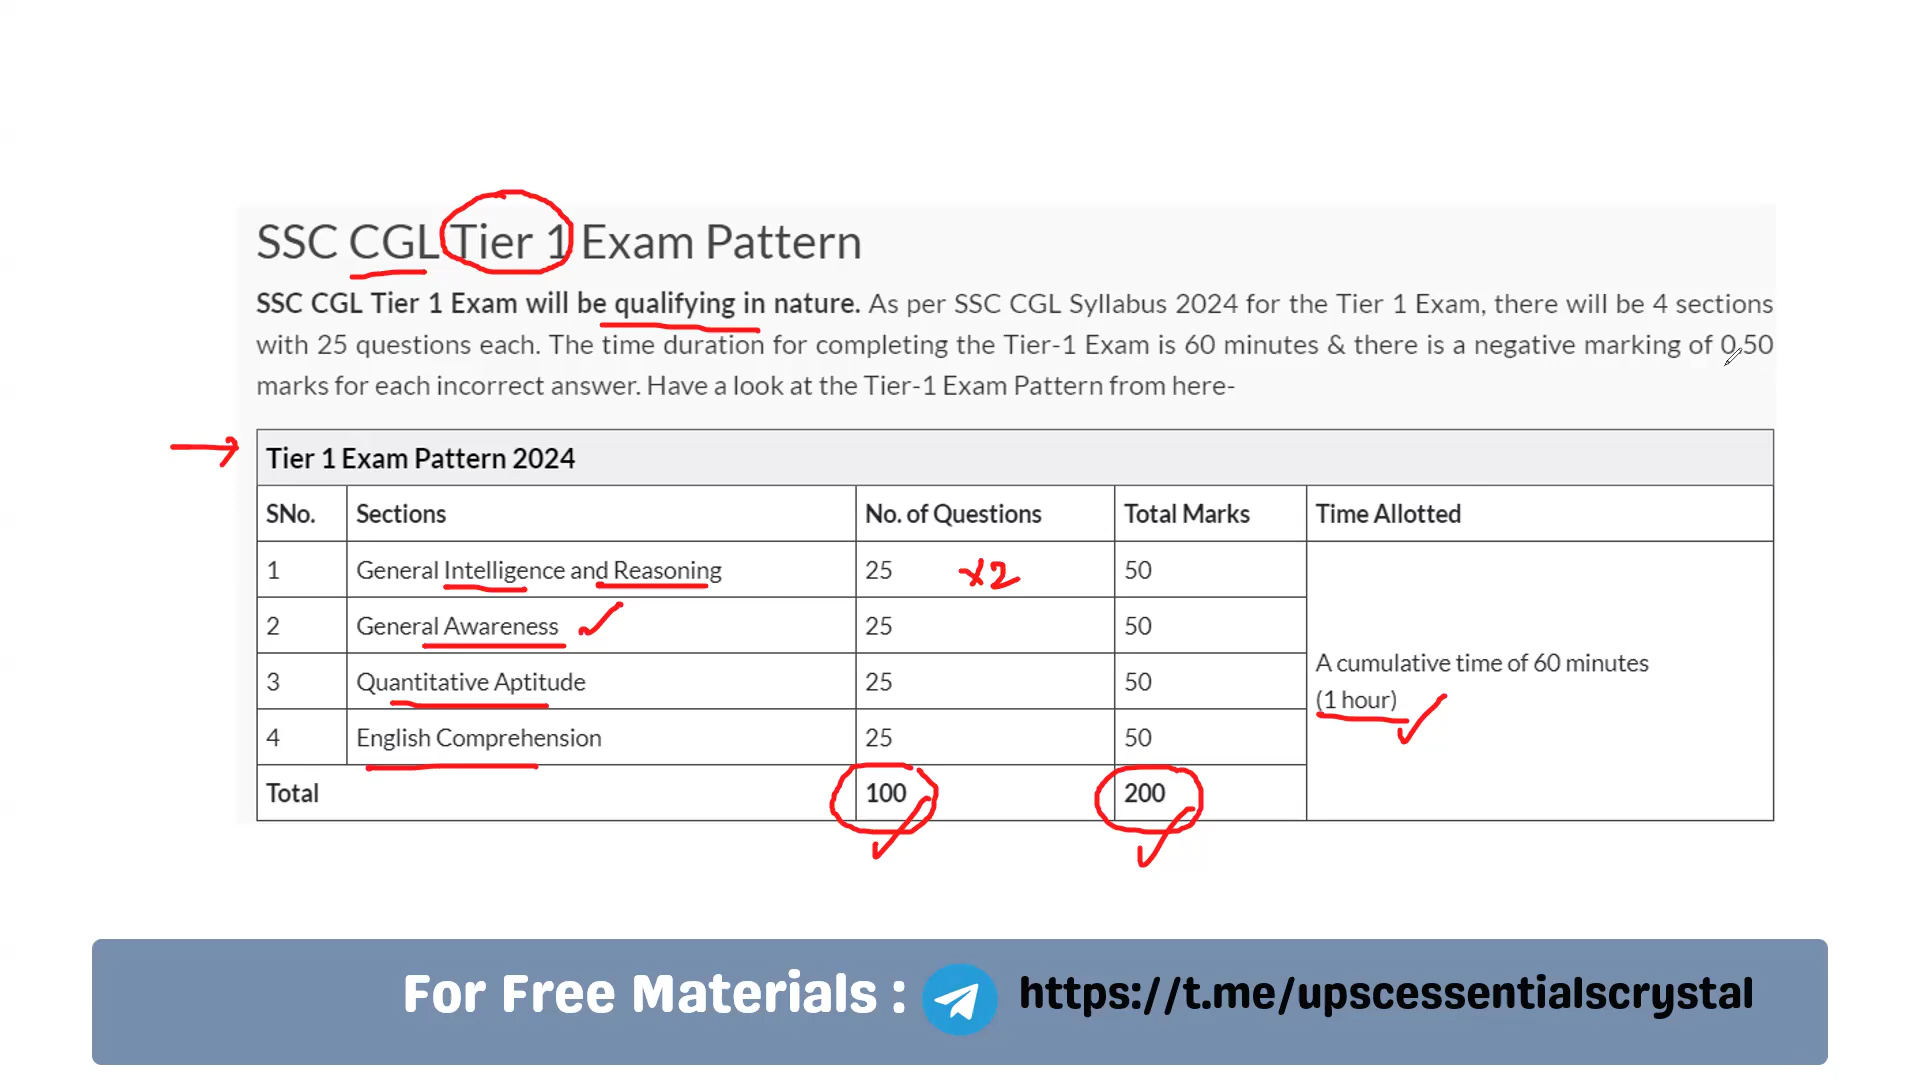 SSC CGL Tier 1 Exam Pattern
SSC CGL Tier 1 Exam will be qualifying in nature. As per SSC CGL Syllabus 2024 for the Tier 1 Exam, there will be 4 sections
with 25 questions each. The time duration for completing the Tier-1 Exam is 60 minutes & there is a negative marking of 0.50
marks for each incorrect answer. Have a look at the Tier-1 Exam Pattern from here-
Tier 1 Exam Pattern 2024
SNo. Sections No. of Questions Total Marks Time Allotted
1 General Intelligence and Reasoning 25 x2 50
2 General Awareness 25 50
3 Quantitative Aptitude 25 50
A cumulative time of 60 minutes
(1 hour)
4 English Comprehension 25 50
Total 100 200
For Free Materials : https://t.me/upscessentialscrystal